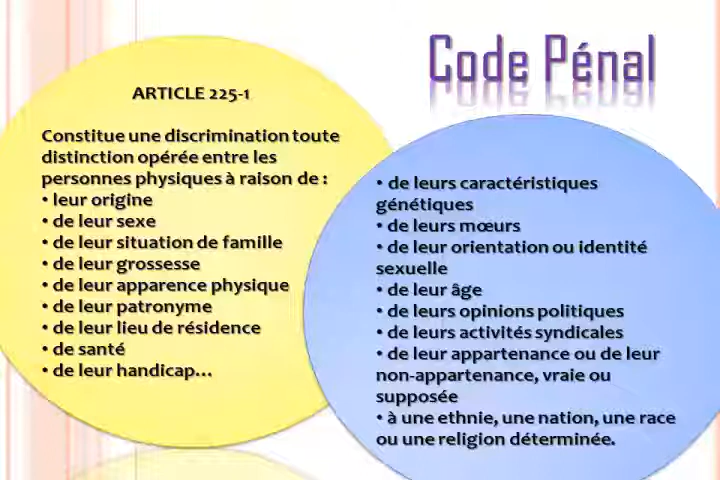 Code Pénal
ARTICLE 225-1
Constitue une discrimination toute
distinction opérée entre les
personnes physiques à raison de :
• leur origine
• de leur sexe
• de leur situation de famille
• de leur grossesse
• de leur apparence physique
• de leur patronyme
• de leur lieu de résidence
• de santé
• de leur handicap…
• de leurs caractéristiques
génétiques
• de leurs mœurs
• de leur orientation ou identité
sexuelle
• de leur âge
• de leurs opinions politiques
• de leurs activités syndicales
• de leur appartenance ou de leur
non-appartenance, vraie ou
supposée
• à une ethnie, une nation, une race
ou une religion déterminée.